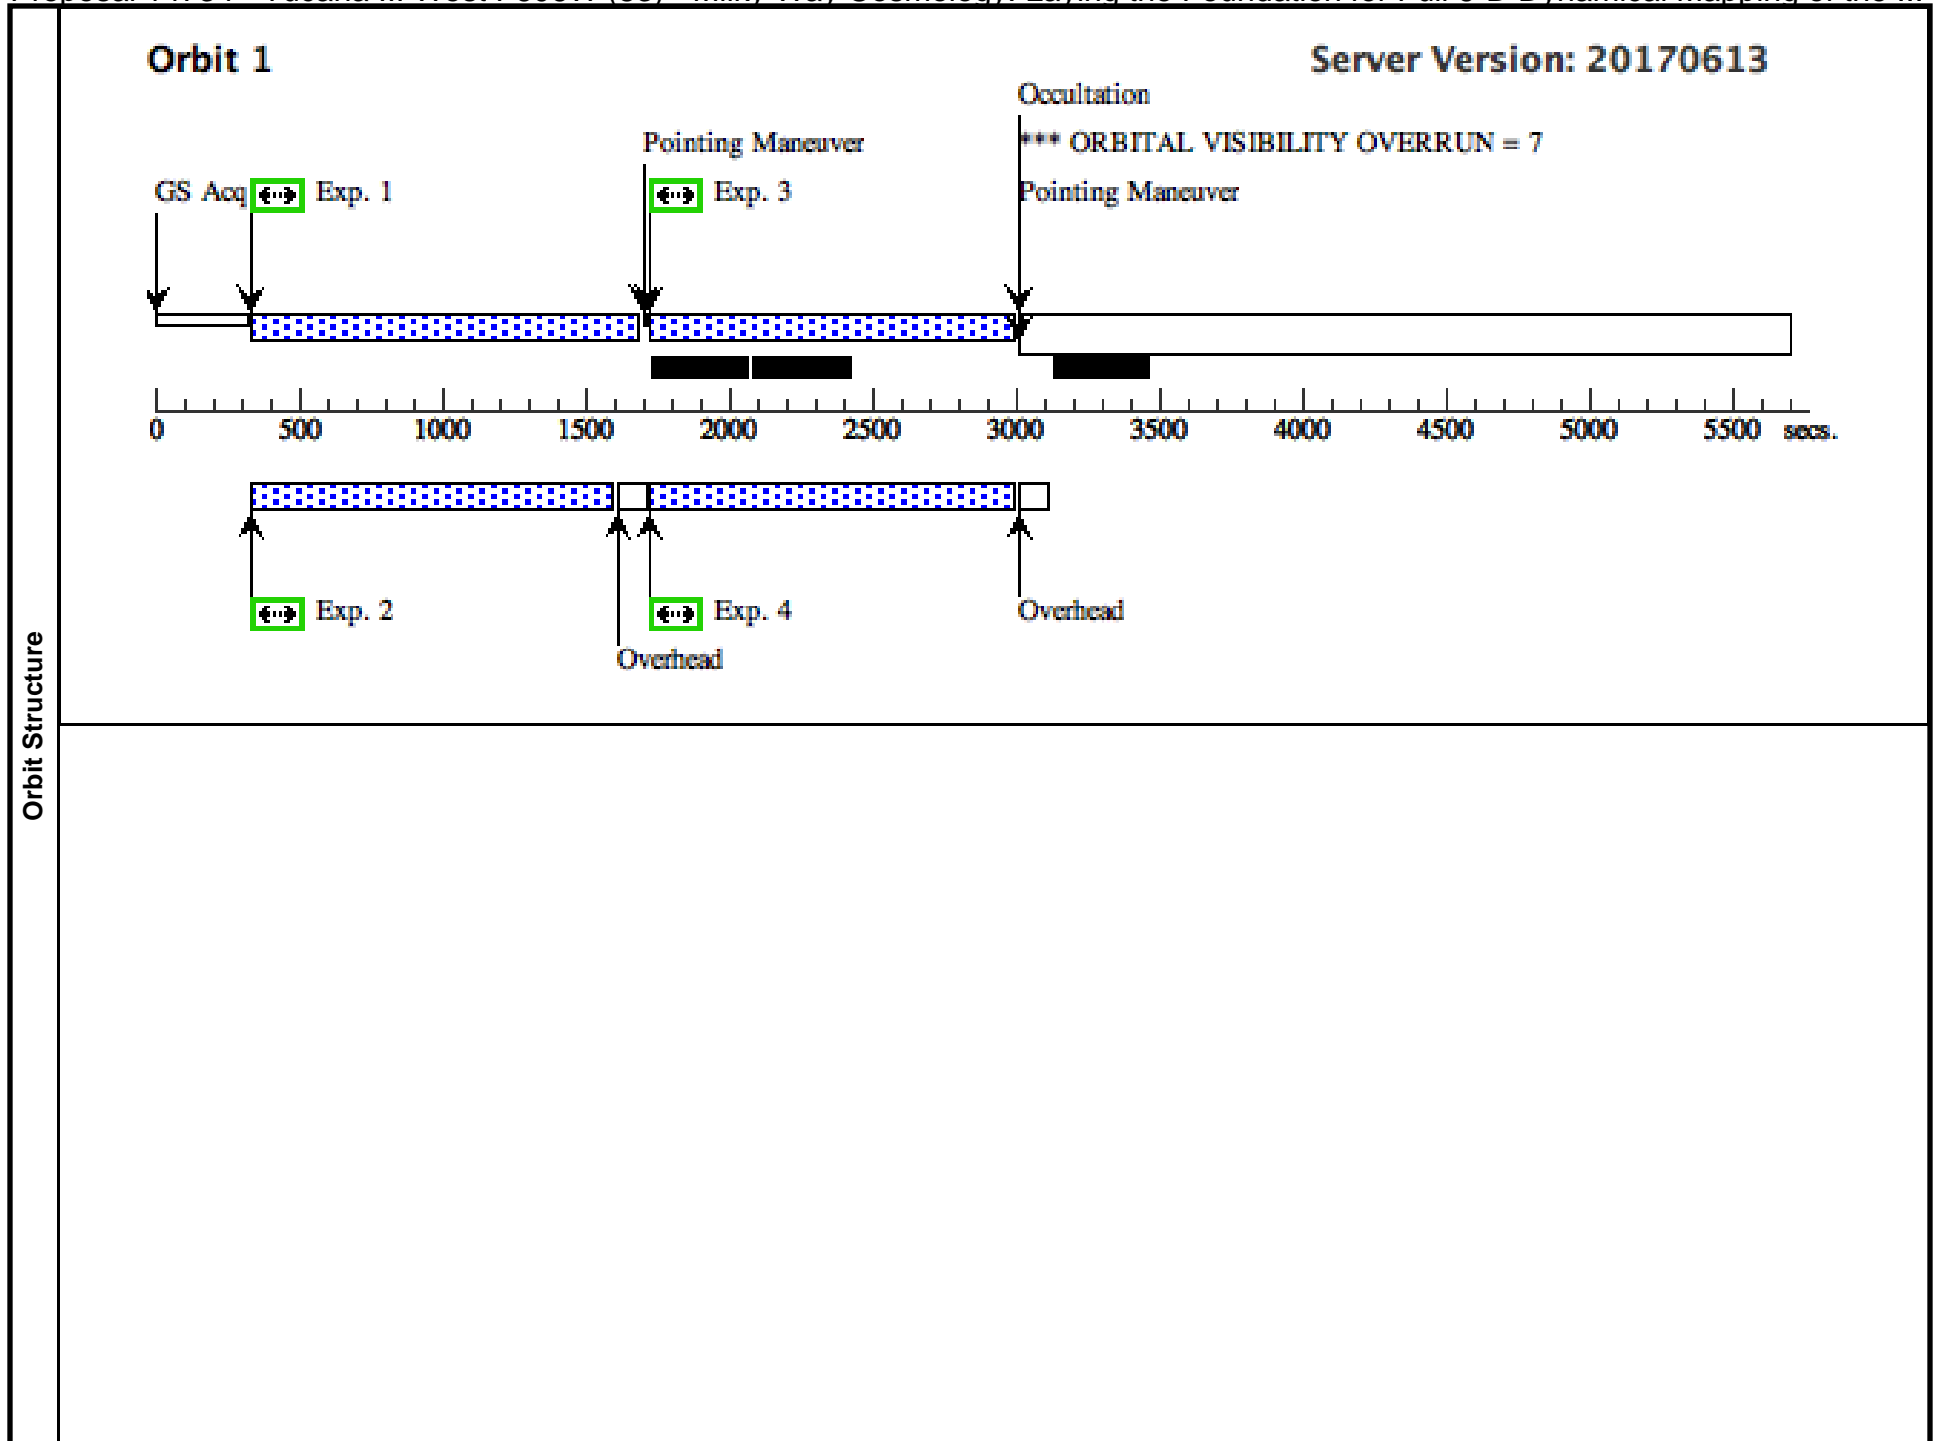 Orbit 1
Server Version: 20170613
Occultation
Pointing Maneuver
*** ORBITAL VISIBILITY OVERRUN = 7
GS Acq
Exp. 1
Exp. 3
Pointing Maneuver
0 500 1000 1500 2000 2500 3000 3500 4000 4500 5000 5500 secs.
Exp. 2
Exp. 4
Overhead
Overhead
Orbit Structure